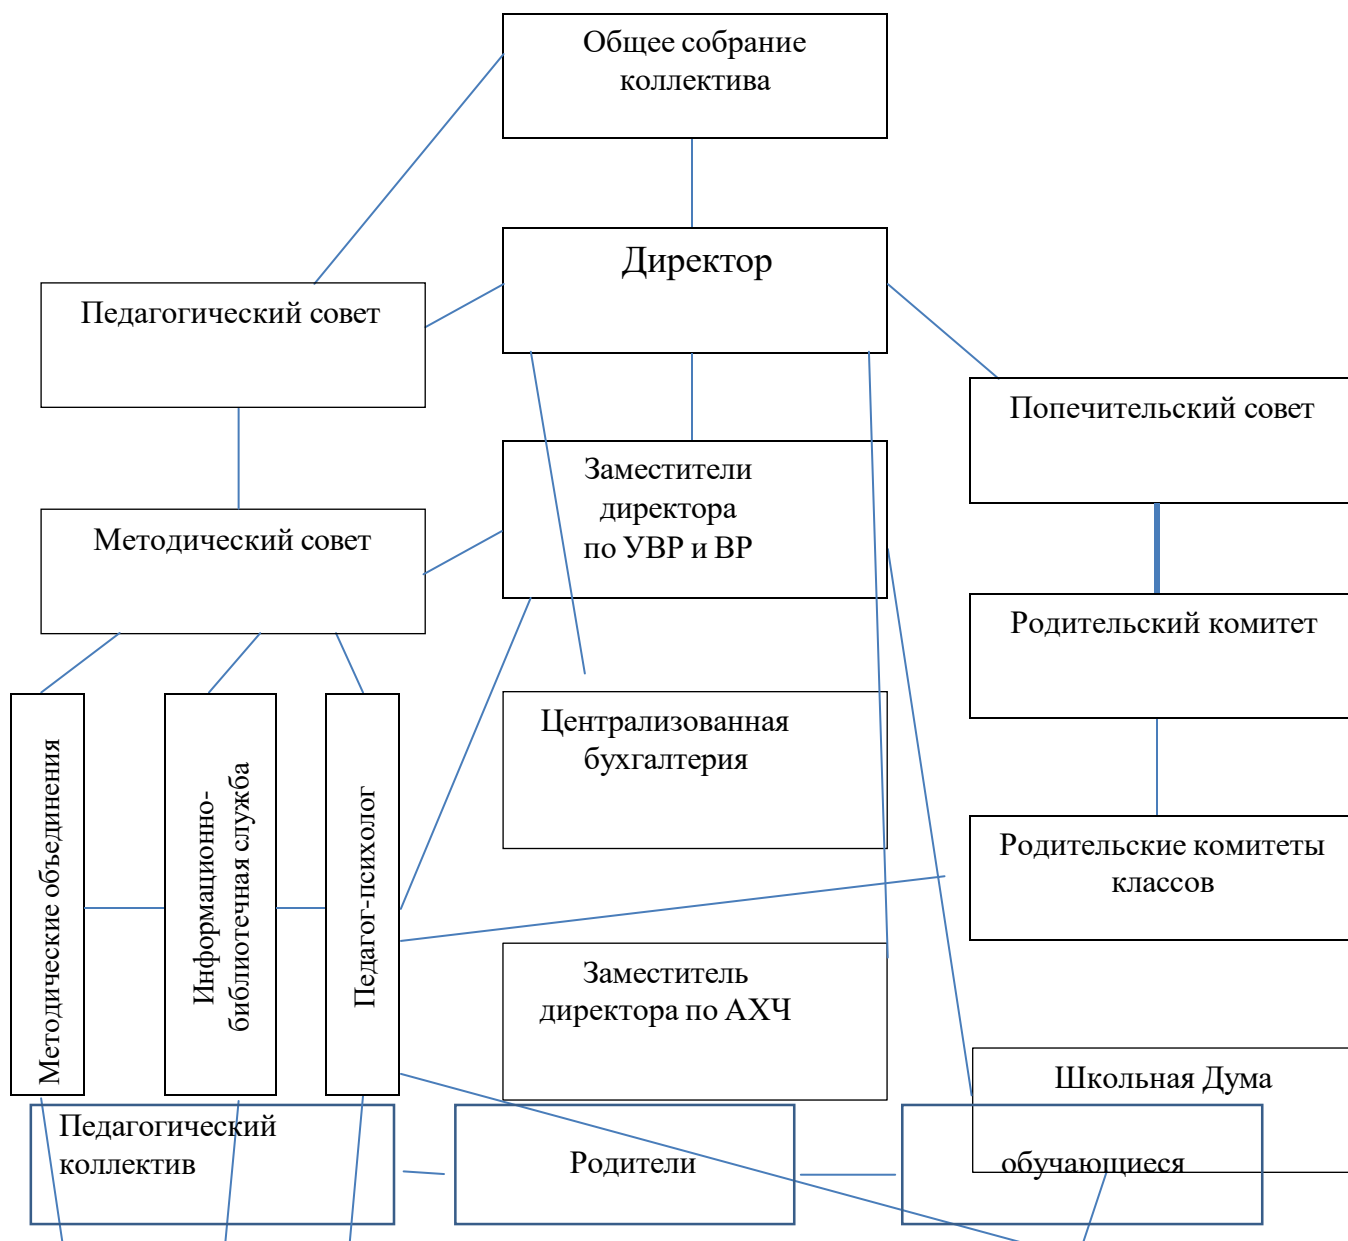 Общее собрание
коллектива
Директор
Педагогический совет
Попечительский совет
Заместители
директора
по УВР и ВР
Методический совет
Родительский комитет
Методические объединения
Информационно-
библиотечная служба
Педагог-психолог
Централизованная
бухгалтерия
Родительские комитеты
классов
Заместитель
директора по АХЧ
Школьная Дума
Педагогический
коллектив
Родители
обучающиеся